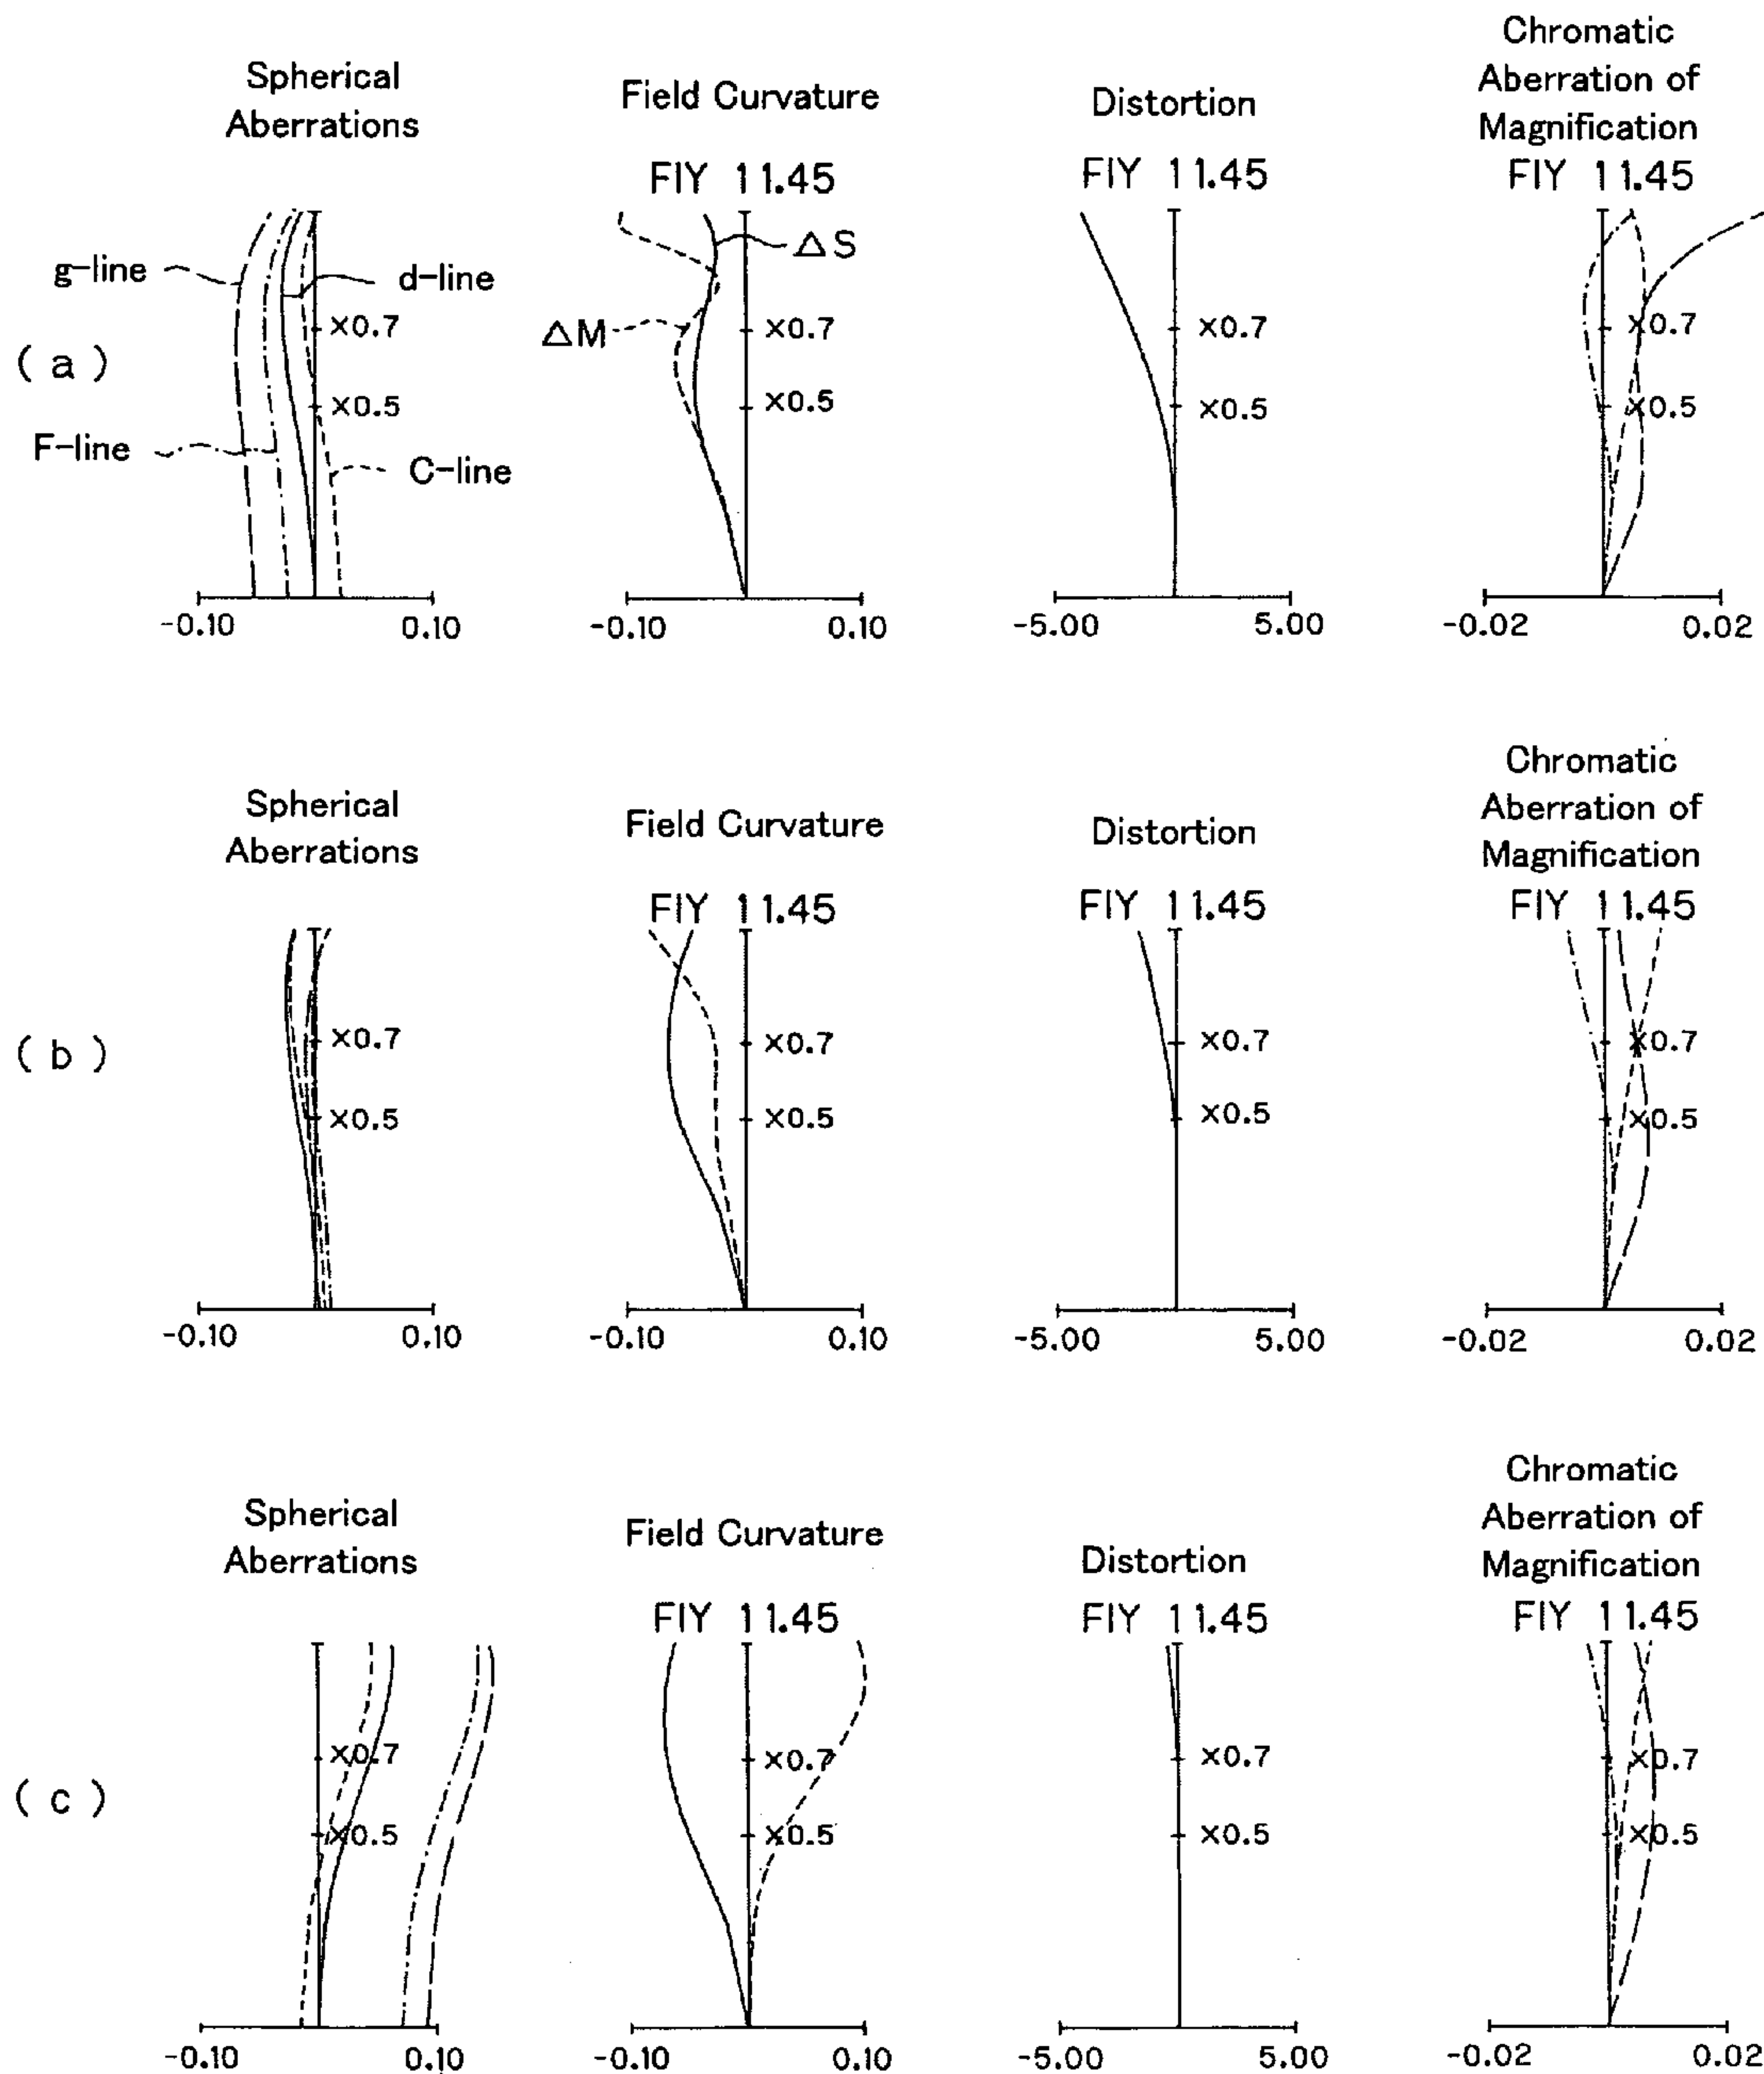 Spherical
Aberrations
Field Curvature
FIY 11.45
Distortion
FIY 11.45
Chromatic
Aberration of
Magnification
FIY 11.45
( a )
g-line
d-line
F-line
C-line
×0.7
×0.5
-0.10
0.10
ΔS
ΔM
×0.7
×0.5
-0.10
0.10
×0.7
×0.5
-5.00
5.00
×0.7
×0.5
-0.02
0.02
Spherical
Aberrations
Field Curvature
FIY 11.45
Distortion
FIY 11.45
Chromatic
Aberration of
Magnification
FIY 11.45
( b )
×0.7
×0.5
-0.10
0.10
×0.7
×0.5
-0.10
0.10
×0.7
×0.5
-5.00
5.00
×0.7
×0.5
-0.02
0.02
Spherical
Aberrations
Field Curvature
FIY 11.45
Distortion
FIY 11.45
Chromatic
Aberration of
Magnification
FIY 11.45
( c )
×0.7
×0.5
-0.10
0.10
×0.7
×0.5
-0.10
0.10
×0.7
×0.5
-5.00
5.00
×0.7
×0.5
-0.02
0.02